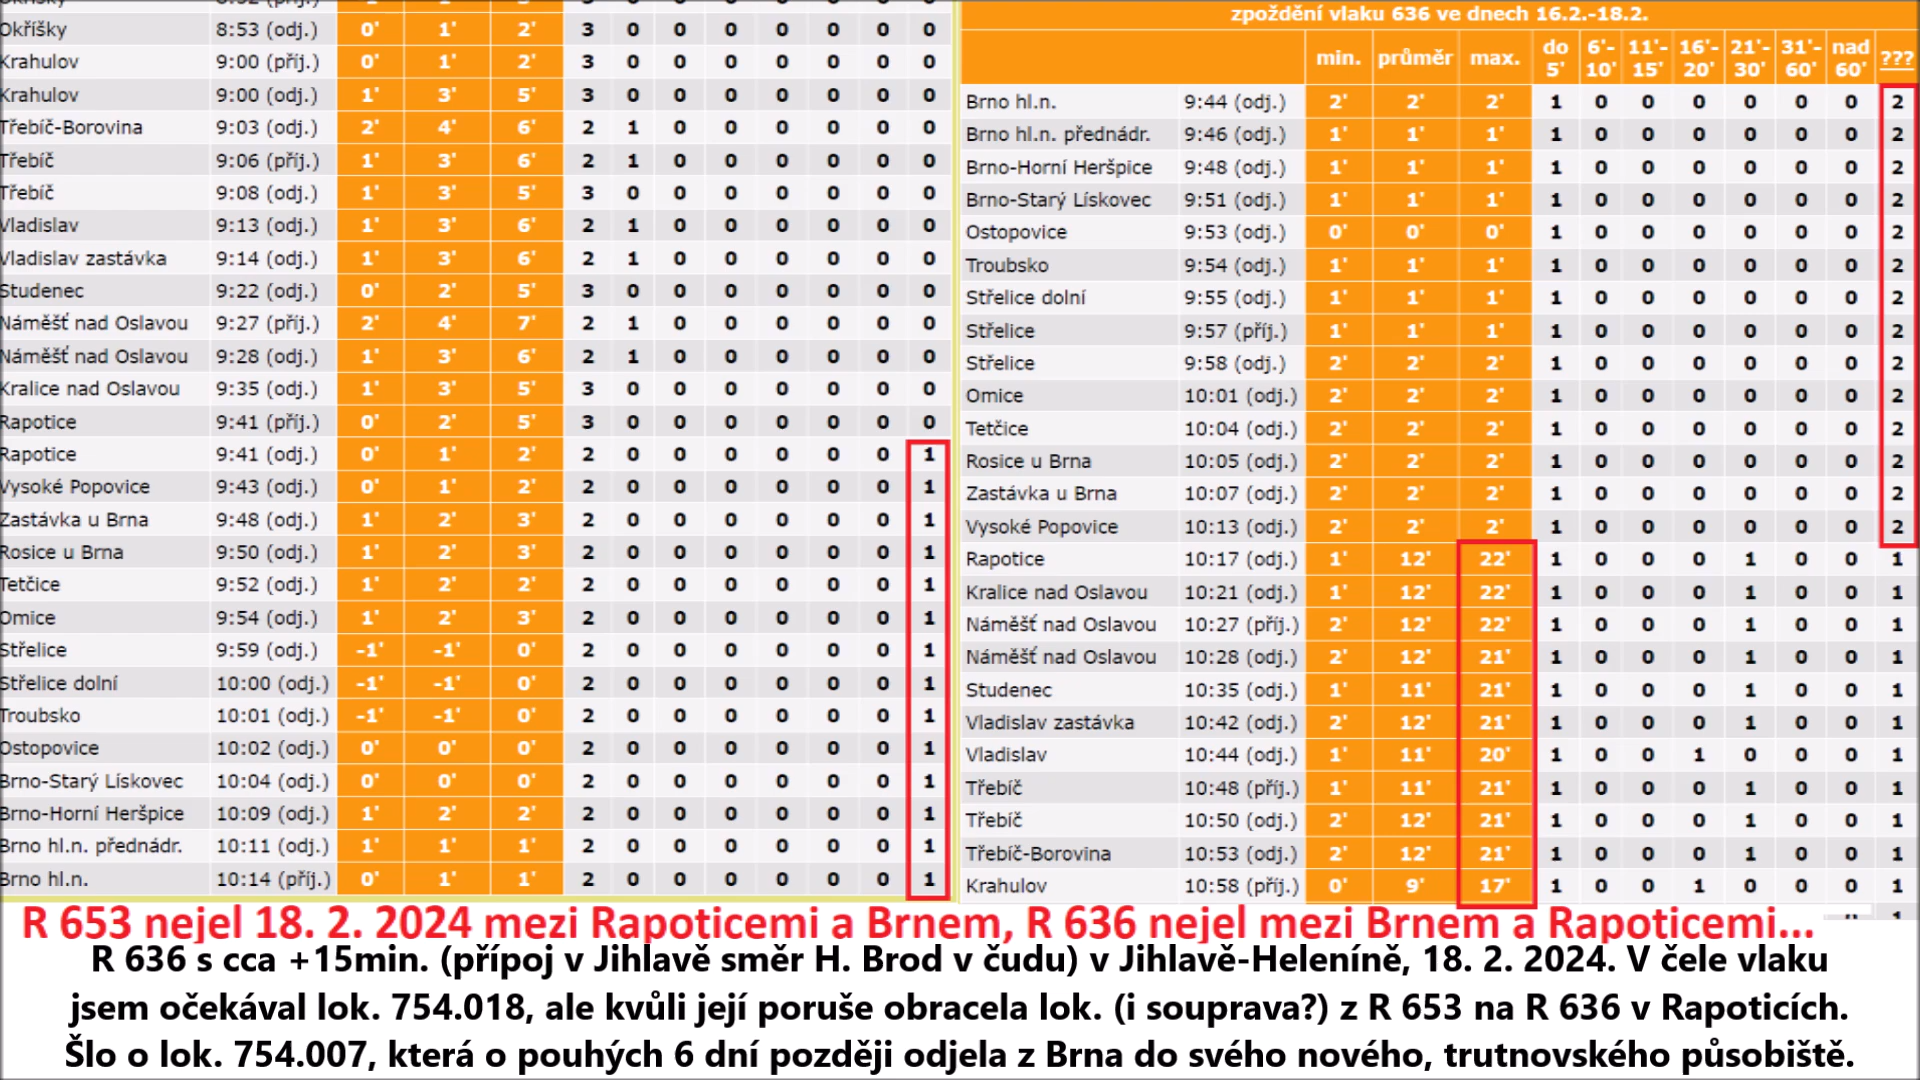 Okříšky 8:53 (odj.) 0' 1' 2' 3 0 0 0 0 0 0 0
Krahulov 9:00 (příj.) 0' 1' 2' 3 0 0 0 0 0 0 0
Krahulov 9:00 (odj.) 1' 3' 5' 3 0 0 0 0 0 0 0
Třebíč-Borovina 9:03 (odj.) 2' 4' 6' 2 1 0 0 0 0 0 0
Třebíč 9:06 (příj.) 1' 3' 6' 2 1 0 0 0 0 0 0
Třebíč 9:08 (odj.) 1' 3' 5' 3 0 0 0 0 0 0 0
Vladislav 9:13 (odj.) 1' 3' 6' 2 1 0 0 0 0 0 0
Vladislav zastávka 9:14 (odj.) 1' 3' 6' 2 1 0 0 0 0 0 0
Studenec 9:22 (odj.) 0' 2' 5' 3 0 0 0 0 0 0 0
Náměšť nad Oslavou 9:27 (příj.) 2' 4' 7' 2 1 0 0 0 0 0 0
Náměšť nad Oslavou 9:28 (odj.) 1' 3' 6' 2 1 0 0 0 0 0 0
Kralice nad Oslavou 9:35 (odj.) 1' 3' 5' 3 0 0 0 0 0 0 0
Rapotice 9:41 (příj.) 0' 2' 5' 3 0 0 0 0 0 0 0
Rapotice 9:41 (odj.) 0' 1' 2' 2 0 0 0 0 0 0 1
Vysoké Popovice 9:43 (odj.) 0' 1' 2' 2 0 0 0 0 0 0 1
Zastávka u Brna 9:48 (odj.) 1' 2' 3' 2 0 0 0 0 0 0 1
Rosice u Brna 9:50 (odj.) 1' 2' 3' 2 0 0 0 0 0 0 1
Tetčice 9:52 (odj.) 1' 2' 2' 2 0 0 0 0 0 0 1
Omice 9:54 (odj.) 1' 2' 3' 2 0 0 0 0 0 0 1
Střelice 9:59 (odj.) -1' -1' 0' 2 0 0 0 0 0 0 1
Střelice dolní 10:00 (odj.) -1' -1' 0' 2 0 0 0 0 0 0 1
Troubsko 10:01 (odj.) -1' -1' 0' 2 0 0 0 0 0 0 1
Ostopovice 10:02 (odj.) 0' 0' 0' 2 0 0 0 0 0 0 1
Brno-Starý Lískovec 10:04 (odj.) 0' 0' 0' 2 0 0 0 0 0 0 1
Brno-Horní Heršpice 10:09 (odj.) 1' 2' 2' 2 0 0 0 0 0 0 1
Brno hl.n. přednádr. 10:11 (odj.) 1' 1' 1' 2 0 0 0 0 0 0 1
Brno hl.n. 10:14 (příj.) 0' 1' 1' 2 0 0 0 0 0 0 1
zpoždění vlaku 636 ve dnech 16.2.-18.2.
min. průměr max. do 5' 6'-10' 11'-15' 16'-20' 21'-30' 31'-60' nad 60' ???
Brno hl.n. 9:44 (odj.) 2' 2' 2' 1 0 0 0 0 0 0 2
Brno hl.n. přednádr. 9:46 (odj.) 1' 1' 1' 1 0 0 0 0 0 0 2
Brno-Horní Heršpice 9:48 (odj.) 1' 1' 1' 1 0 0 0 0 0 0 2
Brno-Starý Lískovec 9:51 (odj.) 1' 1' 1' 1 0 0 0 0 0 0 2
Ostopovice 9:53 (odj.) 0' 0' 0' 1 0 0 0 0 0 0 2
Troubsko 9:54 (odj.) 1' 1' 1' 1 0 0 0 0 0 0 2
Střelice dolní 9:55 (odj.) 1' 1' 1' 1 0 0 0 0 0 0 2
Střelice 9:57 (příj.) 1' 1' 1' 1 0 0 0 0 0 0 2
Střelice 9:58 (odj.) 2' 2' 2' 1 0 0 0 0 0 0 2
Omice 10:01 (odj.) 2' 2' 2' 1 0 0 0 0 0 0 2
Tetčice 10:04 (odj.) 2' 2' 2' 1 0 0 0 0 0 0 2
Rosice u Brna 10:05 (odj.) 2' 2' 2' 1 0 0 0 0 0 0 2
Zastávka u Brna 10:07 (odj.) 2' 2' 2' 1 0 0 0 0 0 0 2
Vysoké Popovice 10:13 (odj.) 2' 2' 2' 1 0 0 0 0 0 0 2
Rapotice 10:17 (odj.) 1' 12' 22' 1 0 0 0 1 0 0 1
Kralice nad Oslavou 10:21 (odj.) 1' 12' 22' 1 0 0 0 1 0 0 1
Náměšť nad Oslavou 10:27 (příj.) 2' 12' 22' 1 0 0 0 1 0 0 1
Náměšť nad Oslavou 10:28 (odj.) 2' 12' 21' 1 0 0 0 1 0 0 1
Studenec 10:35 (odj.) 1' 11' 21' 1 0 0 0 1 0 0 1
Vladislav zastávka 10:42 (odj.) 2' 12' 21' 1 0 0 0 1 0 0 1
Vladislav 10:44 (odj.) 1' 11' 20' 1 0 0 1 0 0 0 1
Třebíč 10:48 (příj.) 1' 11' 21' 1 0 0 0 1 0 0 1
Třebíč 10:50 (odj.) 2' 12' 21' 1 0 0 0 1 0 0 1
Třebíč-Borovina 10:53 (odj.) 2' 12' 21' 1 0 0 0 1 0 0 1
Krahulov 10:58 (příj.) 0' 9' 17' 1 0 0 1 0 0 0 1
R 653 nejel 18. 2. 2024 mezi Rapoticemi a Brnem, R 636 nejel mezi Brnem a Rapoticemi...
R 636 s cca +15min. (přípoj v Jihlavě směr H. Brod v čudu) v Jihlavě-Heleníně, 18. 2. 2024. V čele vlaku
jsem očekával lok. 754.018, ale kvůli její poruše obracela lok. (i souprava?) z R 653 na R 636 v Rapoticích.
Šlo o lok. 754.007, která o pouhých 6 dní později odjela z Brna do svého nového, trutnovského působiště.